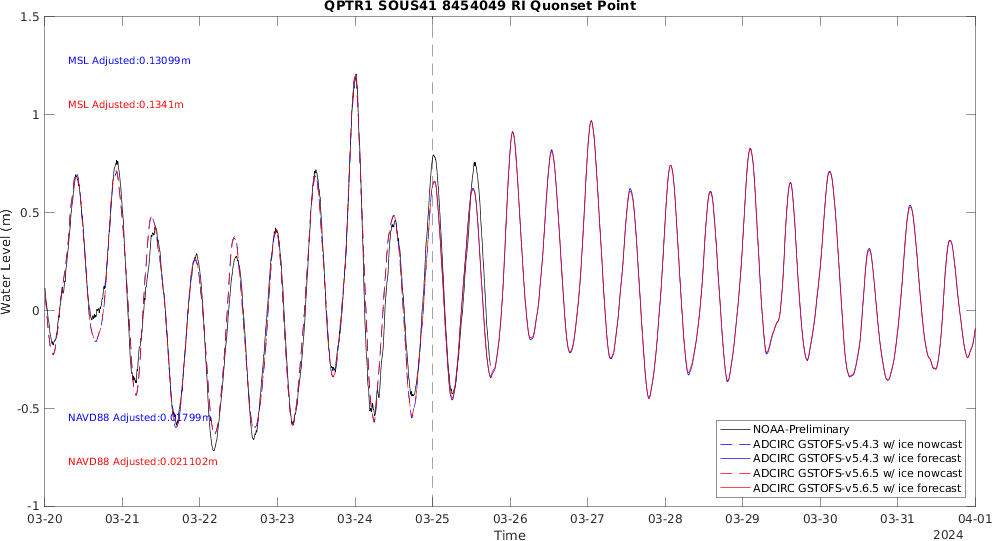 QPTR1 SOUS41 8454049 RI Quonset Point
1.5
1
0.5
0
-0.5
-1
Water Level (m)
MSL Adjusted:0.13099m
MSL Adjusted:0.1341m
NAVD88 Adjusted:0.01799m
NAVD88 Adjusted:0.021102m
NOAA-Preliminary
ADCIRC GSTOFS-v5.4.3 w/ ice nowcast
ADCIRC GSTOFS-v5.4.3 w/ ice forecast
ADCIRC GSTOFS-v5.6.5 w/ ice nowcast
ADCIRC GSTOFS-v5.6.5 w/ ice forecast
03-20 03-21 03-22 03-23 03-24 03-25 03-26 03-27 03-28 03-29 03-30 03-31 04-01
Time
2024